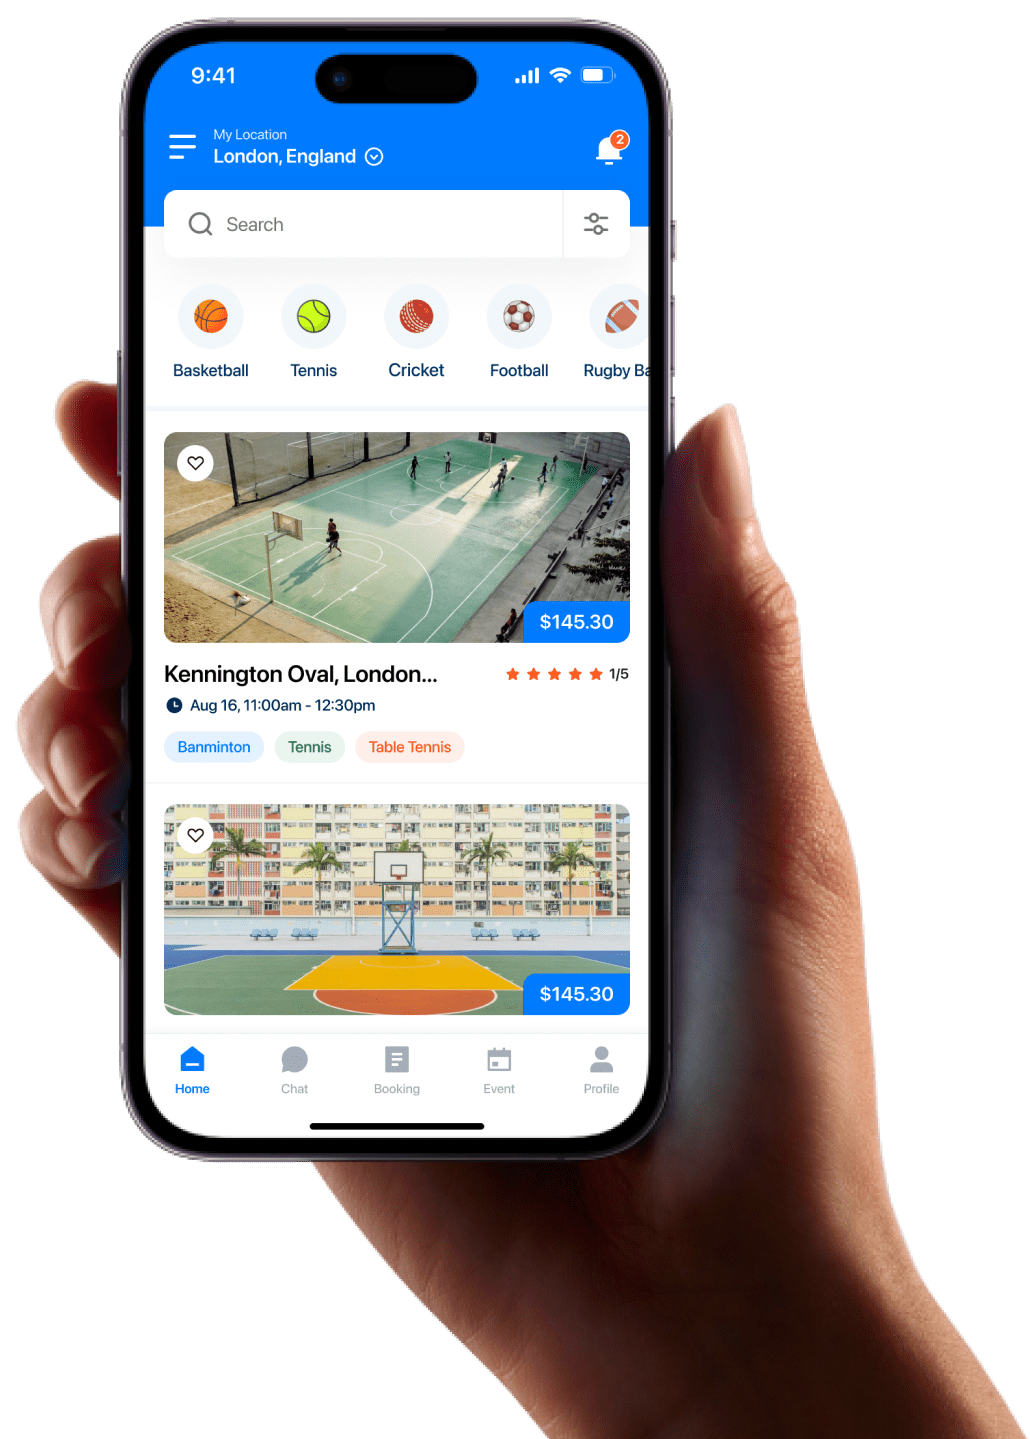 9:41
My Location
London, England
2
Search
Basketball
Tennis
Cricket
Football
Rugby Ba
$145.30
Kennington Oval, London...
1/5
Aug 16, 11:00am - 12:30pm
Banminton
Tennis
Table Tennis
$145.30
Home
Chat
Booking
Event
Profile